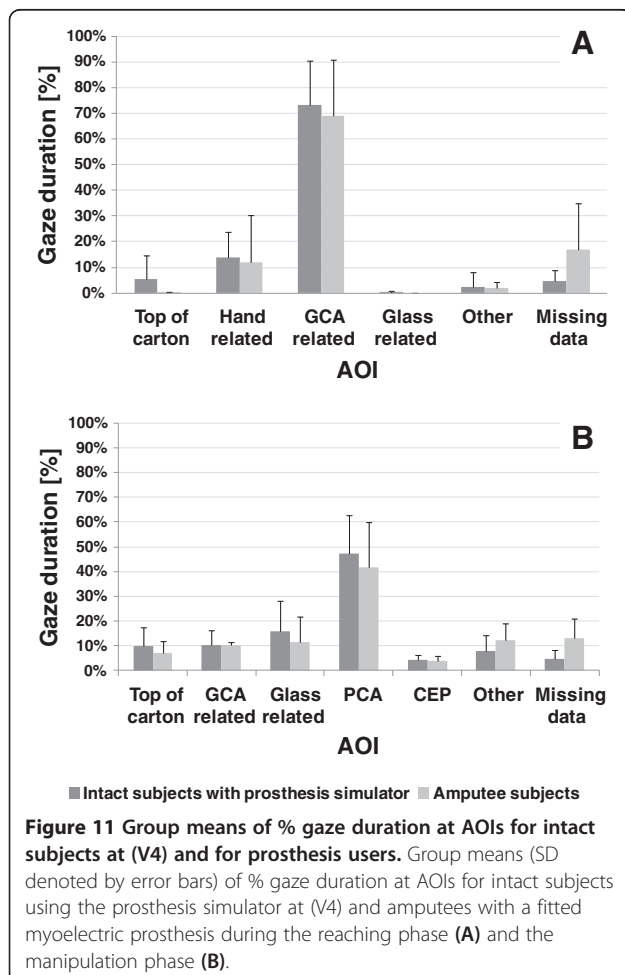 A
100%
90%
80%
70%
60%
50%
40%
30%
20%
10%
0%
Gaze duration [%]
Top of Hand GCA Glass Other Missing
carton related related related data
AOI
B
100%
90%
80%
70%
60%
50%
40%
30%
20%
10%
0%
Gaze duration [%]
Top of GCA Glass PCA CEP Other Missing
carton related related data
AOI
Intact subjects with prosthesis simulator Amputee subjects
Figure 11 Group means of % gaze duration at AOIs for intact
subjects at (V4) and for prosthesis users. Group means (SD
denoted by error bars) of % gaze duration at AOIs for intact subjects
using the prosthesis simulator at (V4) and amputees with a fitted
myoelectric prosthesis during the reaching phase (A) and the
manipulation phase (B).